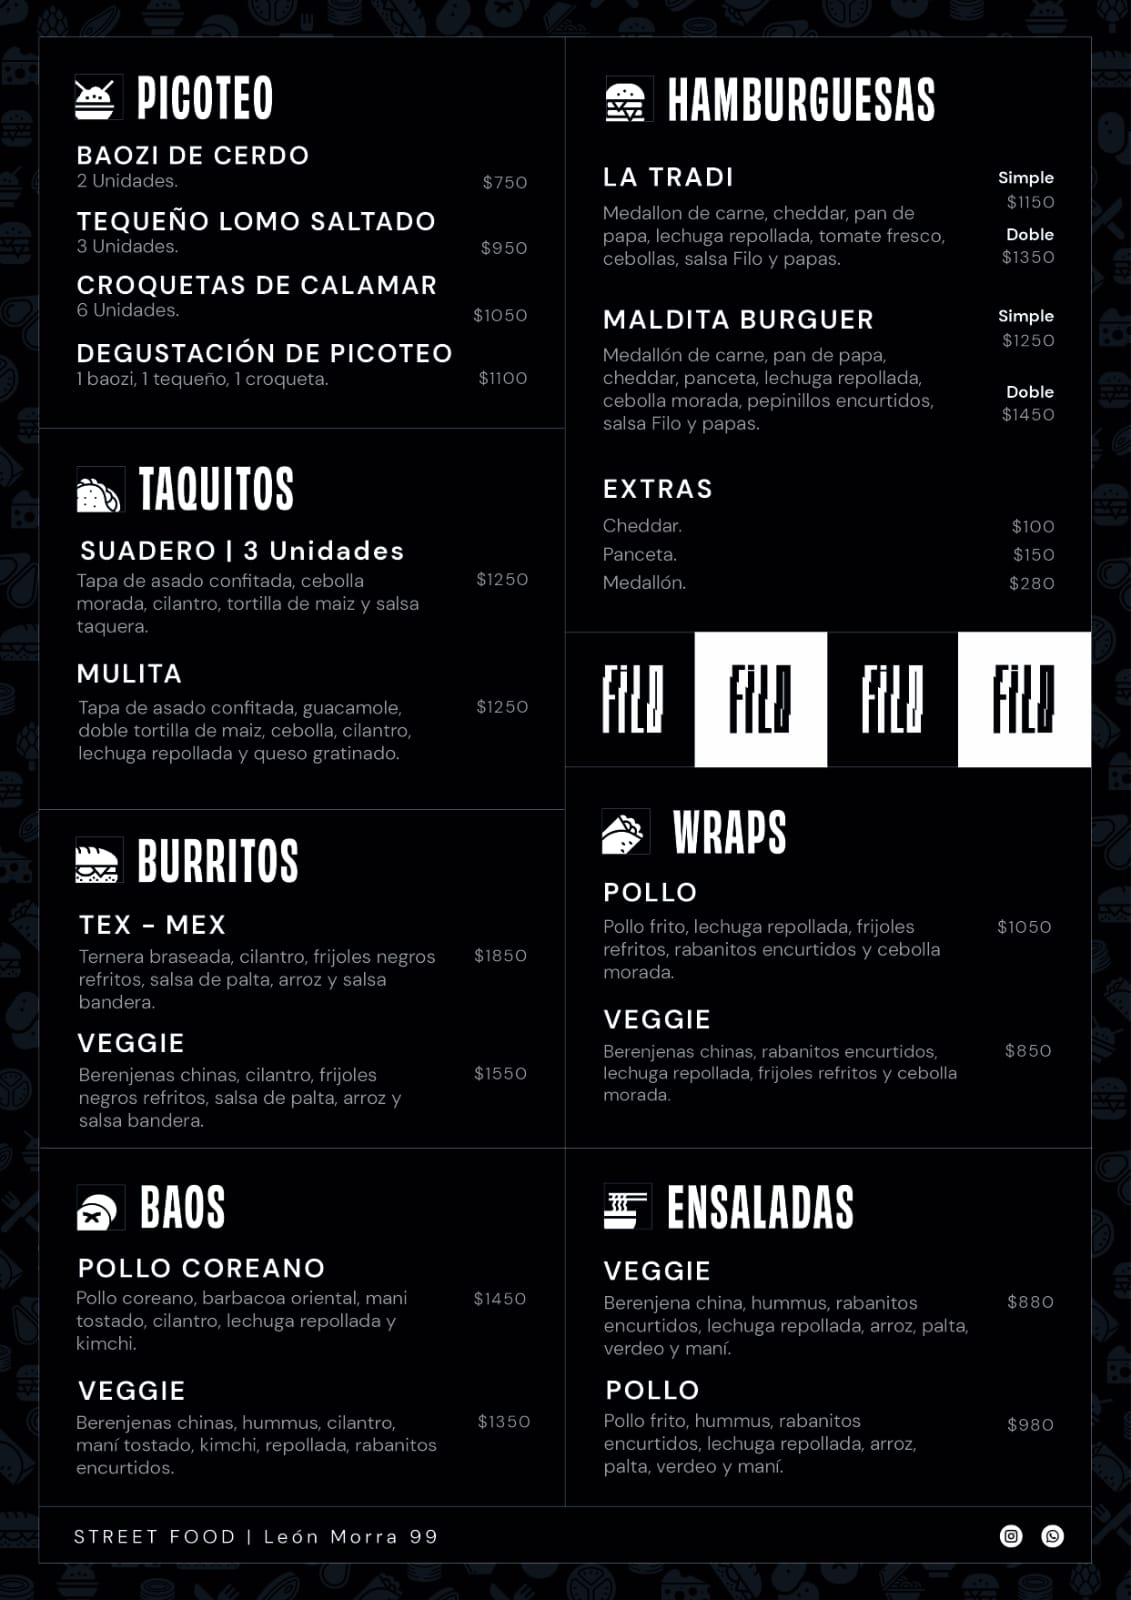 PICOTEO
BAOZI DE CERDO
2 Unidades.
$750
TEQUEÑO LOMO SALTADO
3 Unidades.
$950
CROQUETAS DE CALAMAR
6 Unidades.
$1050
DEGUSTACIÓN DE PICOTEO
1 baozi, 1 tequeño, 1 croqueta.
$1100
TAQUITOS
SUADERO | 3 Unidades
Tapa de asado confitada, cebolla
$1250
morada, cilantro, tortilla de maiz y salsa
taquera.
MULITA
Tapa de asado confitada, guacamole,
$1250
doble tortilla de maiz, cebolla, cilantro,
lechuga repollada y queso gratinado.
BURRITOS
TEX - MEX
Ternera braseada, cilantro, frijoles negros
$1850
refritos, salsa de palta, arroz y salsa
bandera.
VEGGIE
Berenjenas chinas, cilantro, frijoles
$1550
negros refritos, salsa de palta, arroz y
salsa bandera.
BAOS
POLLO COREANO
Pollo coreano, barbacoa oriental, mani
$1450
tostado, cilantro, lechuga repollada y
kimchi.
VEGGIE
Berenjenas chinas, hummus, cilantro,
$1350
maní tostado, kimchi, repollada, rabanitos
encurtidos.
HAMBURGUESAS
LA TRADI
Simple
$1150
Medallon de carne, cheddar, pan de
papa, lechuga repollada, tomate fresco,
cebollas, salsa Filo y papas.
Doble
$1350
MALDITA BURGUER
Simple
$1250
Medallón de carne, pan de papa,
cheddar, panceta, lechuga repollada,
cebolla morada, pepinillos encurtidos,
salsa Filo y papas.
Doble
$1450
EXTRAS
Cheddar.
$100
Panceta.
$150
Medallón.
$280
FiLO
FiLO
FiLO
FiLO
WRAPS
POLLO
Pollo frito, lechuga repollada, frijoles
$1050
refritos, rabanitos encurtidos y cebolla
morada.
VEGGIE
Berenjenas chinas, rabanitos encurtidos,
$850
lechuga repollada, frijoles refritos y cebolla
morada.
ENSALADAS
VEGGIE
Berenjena china, hummus, rabanitos
$880
encurtidos, lechuga repollada, arroz, palta,
verdeo y maní.
POLLO
Pollo frito, hummus, rabanitos
$980
encurtidos, lechuga repollada, arroz,
palta, verdeo y maní.
STREET FOOD | León Morra 99